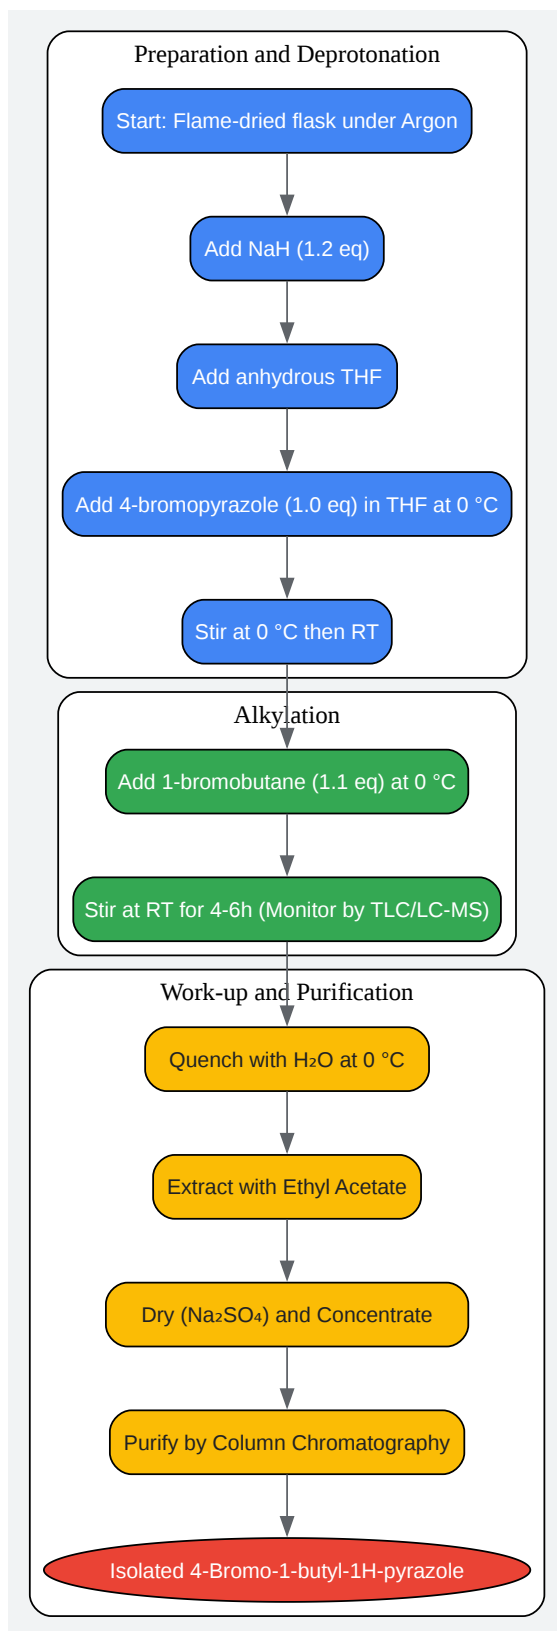 Preparation and Deprotonation
Start: Flame-dried flask under Argon
Add NaH (1.2 eq)
Add anhydrous THF
Add 4-bromopyrazole (1.0 eq) in THF at 0 °C
Stir at 0 °C then RT
Alkylation
Add 1-bromobutane (1.1 eq) at 0 °C
Stir at RT for 4-6h (Monitor by TLC/LC-MS)
Work-up and Purification
Quench with H₂O at 0 °C
Extract with Ethyl Acetate
Dry (Na₂SO₄) and Concentrate
Purify by Column Chromatography
Isolated 4-Bromo-1-butyl-1H-pyrazole